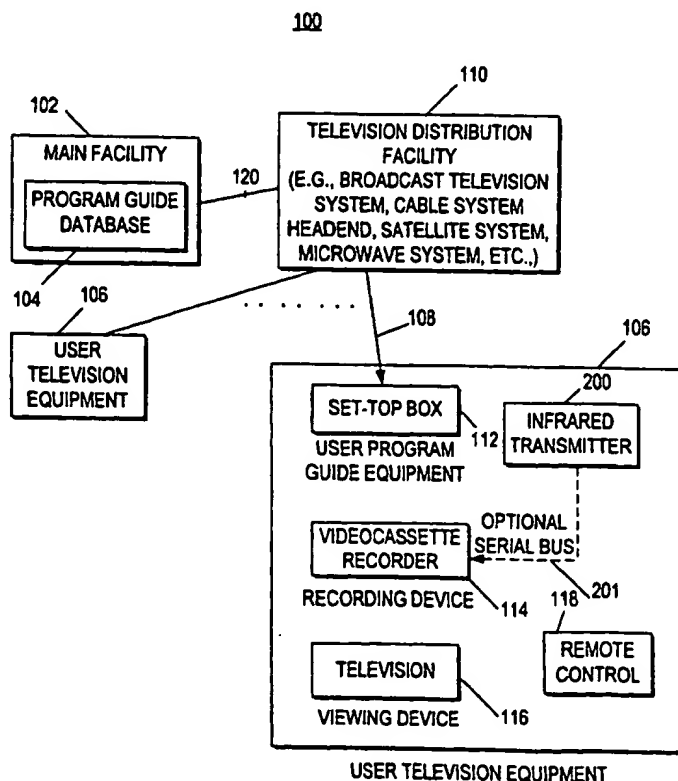 100
110
102
TELEVISION DISTRIBUTION
FACILITY
(E.G., BROADCAST TELEVISION
SYSTEM, CABLE SYSTEM
HEADEND, SATELLITE SYSTEM,
MICROWAVE SYSTEM, ETC.,)
MAIN FACILITY
PROGRAM GUIDE
DATABASE
120
104
106
108
USER
TELEVISION
EQUIPMENT
106
200
SET-TOP BOX
112
USER PROGRAM
GUIDE EQUIPMENT
INFRARED
TRANSMITTER
OPTIONAL
SERIAL BUS
VIDEOCASSETTE
RECORDER
RECORDING DEVICE
114
201
118
TELEVISION
VIEWING DEVICE
116
REMOTE
CONTROL
USER TELEVISION EQUIPMENT